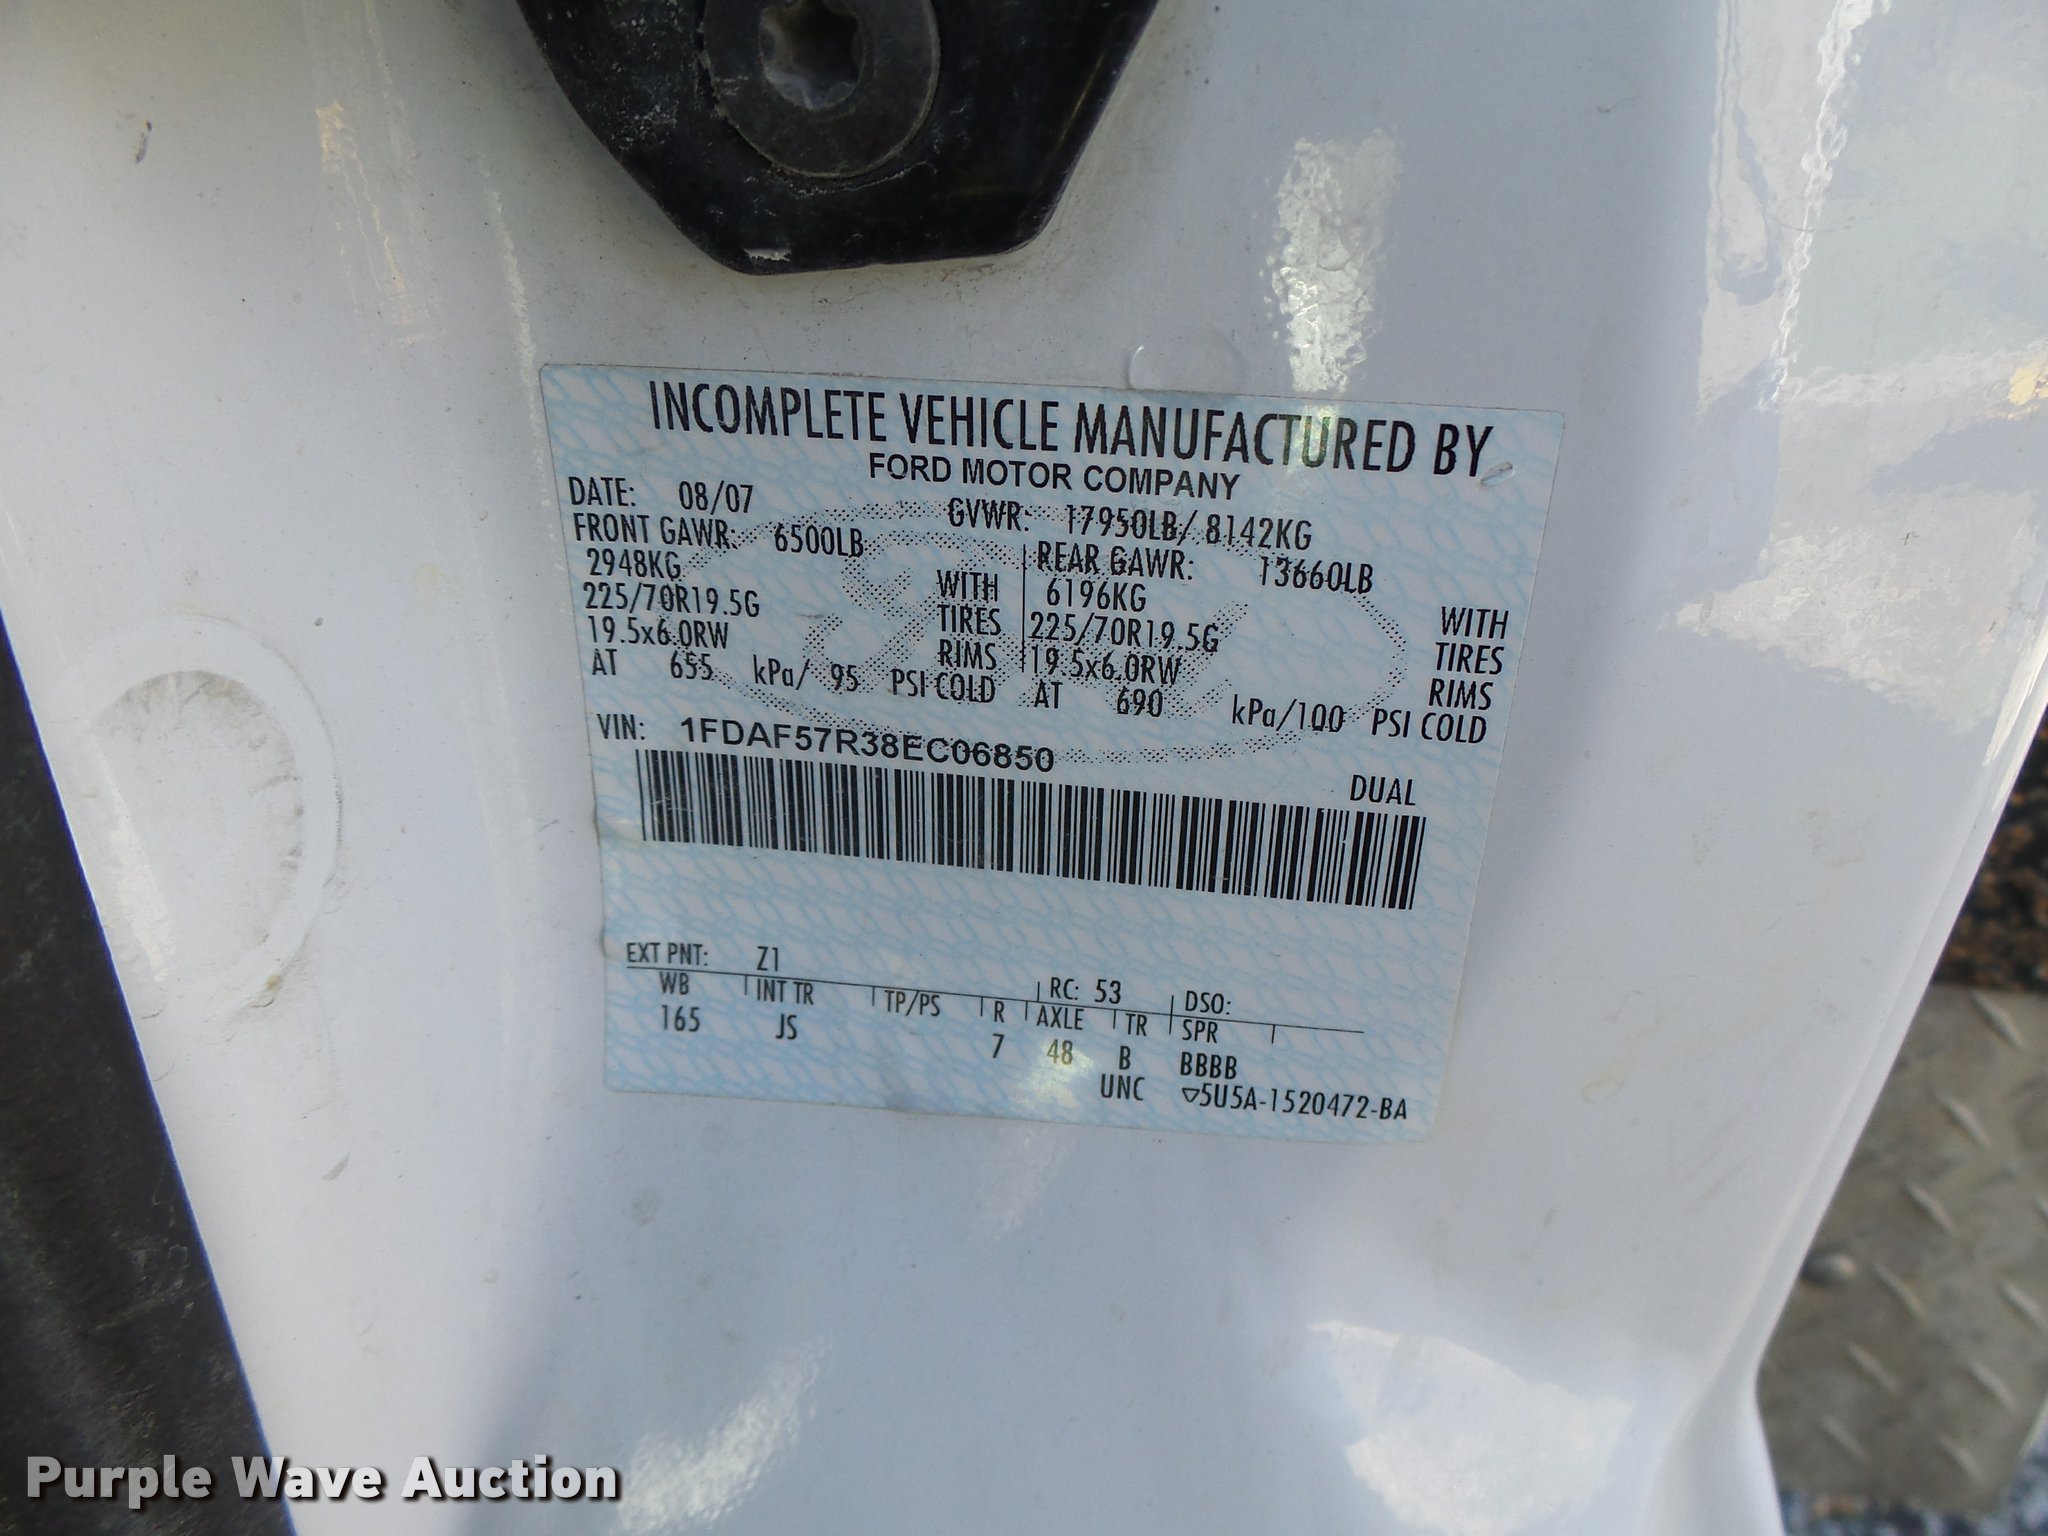 INCOMPLETE VEHICLE MANUFACTURED BY
FORD MOTOR COMPANY
DATE: 08/07 GVWR: 17950LB/ 8142KG
FRONT GAWR: 6500LB REAR GAWR: 13660LB
2948KG WITH 6196KG WITH
225/70R19.5G TIRES 225/70R19.5G TIRES
19.5x6.0RW RIMS 19.5x6.0RW RIMS
AT 655 kPa/ 95 PSI COLD AT 690 kPa/100 PSI COLD
VIN: 1FDAF57R38EC06850
DUAL
EXT PNT: Z1 RC: 53 DSO:
WB INT TR TP/PS R AXLE TR SPR
165 JS 7 48 B BBBB
UNC ▽5U5A-1520472-BA
Purple Wave Auction